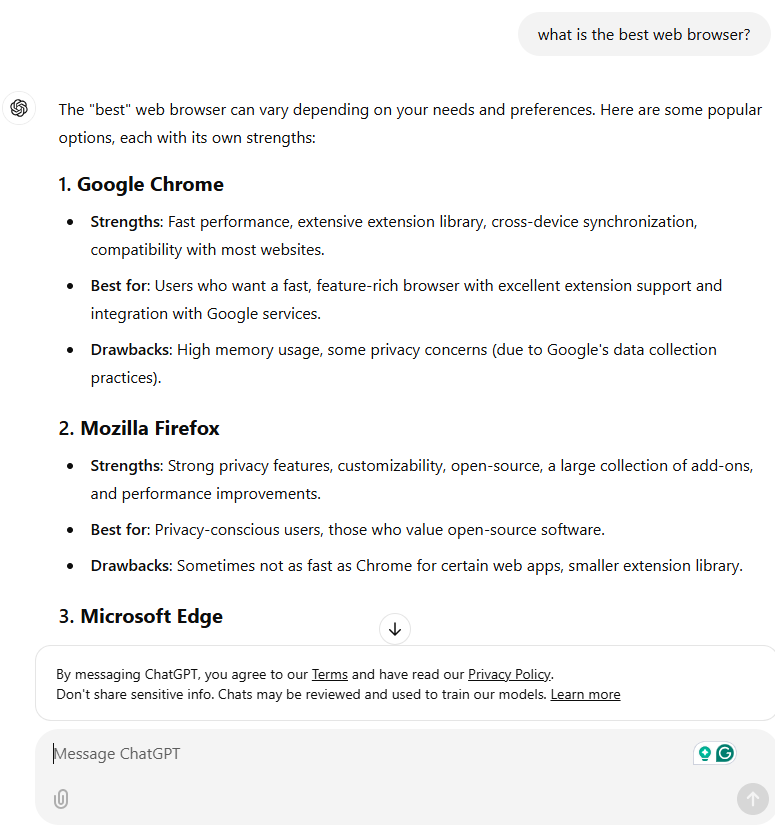 what is the best web browser?
The "best" web browser can vary depending on your needs and preferences. Here are some popular
options, each with its own strengths:
1. Google Chrome
• Strengths: Fast performance, extensive extension library, cross-device synchronization,
compatibility with most websites.
• Best for: Users who want a fast, feature-rich browser with excellent extension support and
integration with Google services.
• Drawbacks: High memory usage, some privacy concerns (due to Google's data collection
practices).
2. Mozilla Firefox
• Strengths: Strong privacy features, customizability, open-source, a large collection of add-ons,
and performance improvements.
• Best for: Privacy-conscious users, those who value open-source software.
• Drawbacks: Sometimes not as fast as Chrome for certain web apps, smaller extension library.
3. Microsoft Edge
By messaging ChatGPT, you agree to our Terms and have read our Privacy Policy.
Don't share sensitive info. Chats may be reviewed and used to train our models. Learn more
Message ChatGPT